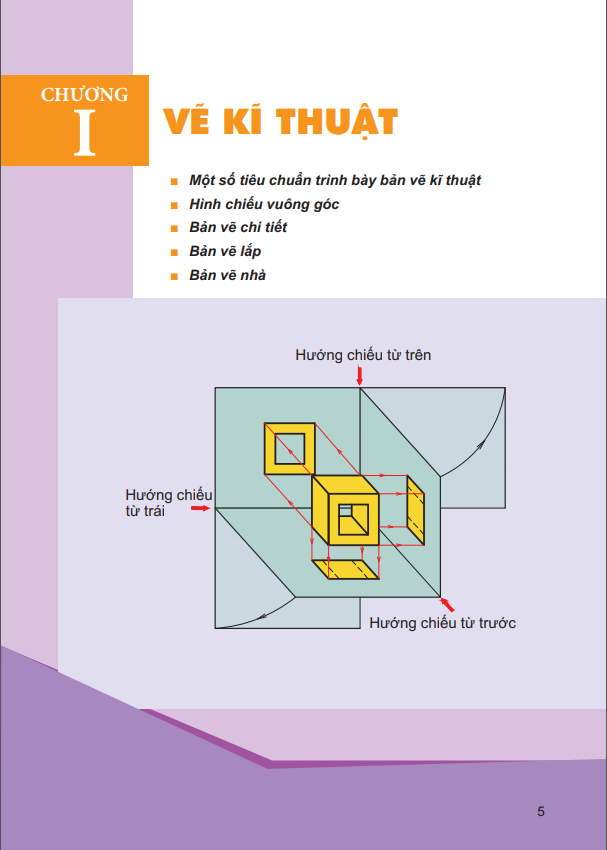 CHƯƠNG
I
VẼ KĨ THUẬT
Một số tiêu chuẩn trình bày bản vẽ kĩ thuật
Hình chiếu vuông góc
Bản vẽ chi tiết
Bản vẽ lắp
Bản vẽ nhà
Hướng chiếu từ trên
Hướng chiếu
từ trái
Hướng chiếu từ trước
5